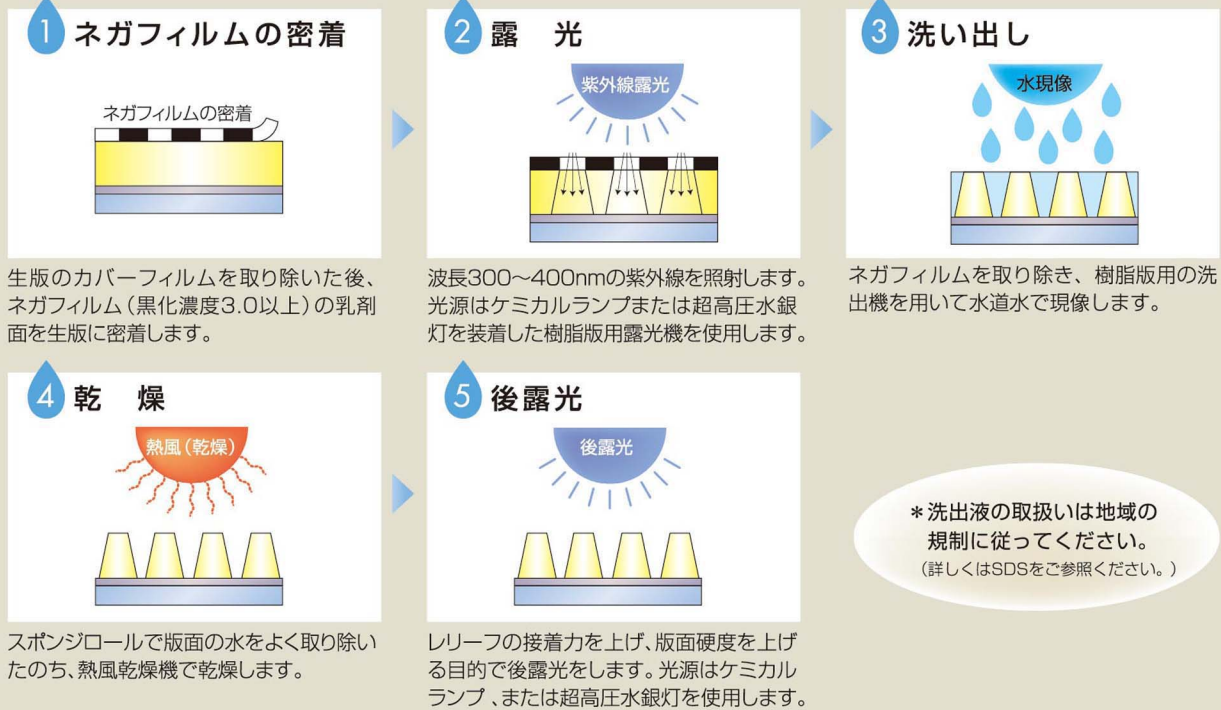 1 ネガフィルムの密着
ネガフィルムの密着
生版のカバーフィルムを取り除いた後、
ネガフィルム（黒化濃度3.0以上）の乳剤
面を生版に密着します。
2 露　光
紫外線露光
波長300～400nmの紫外線を照射します。
光源はケミカルランプまたは超高圧水銀
灯を装着した樹脂版用露光機を使用します。
3 洗い出し
水現像
ネガフィルムを取り除き、樹脂版用の洗
出機を用いて水道水で現像します。
4 乾　燥
熱風（乾燥）
スポンジロールで版面の水をよく取り除い
たのち、熱風乾燥機で乾燥します。
5 後露光
後露光
レリーフの接着力を上げ、版面硬度を上げ
る目的で後露光をします。光源はケミカル
ランプ 、または超高圧水銀灯を使用します。
＊洗出液の取扱いは地域の
規制に従ってください。
（詳しくはSDSをご参照ください。）